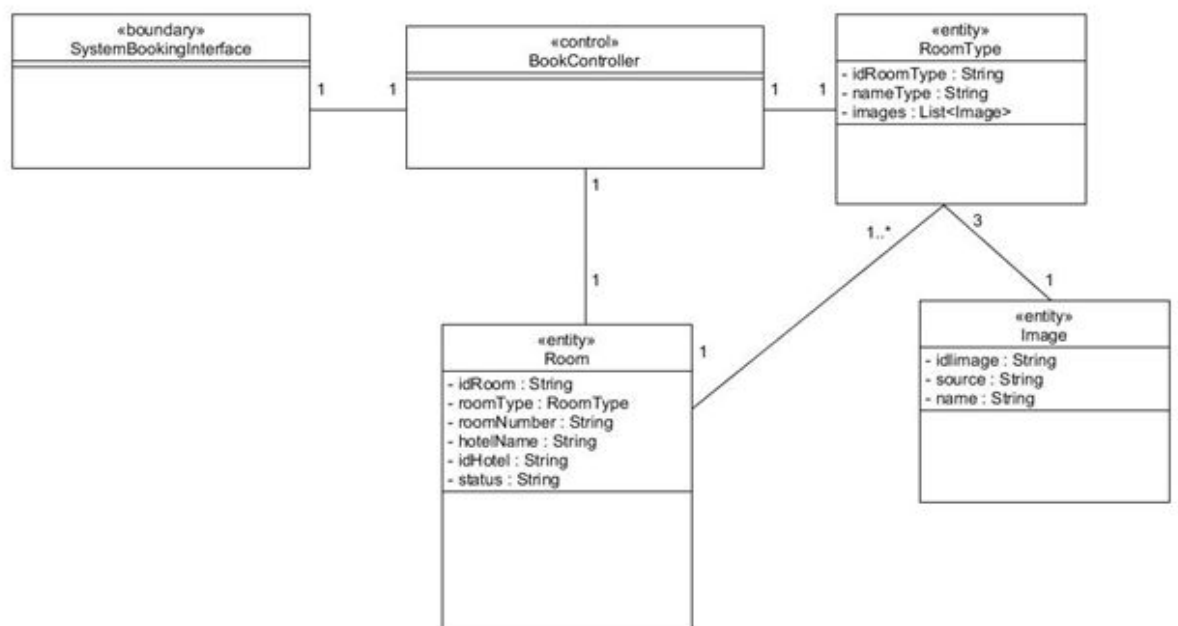 «boundary»
SystemBookingInterface
1
1
«control»
BookController
1
1
«entity»
RoomType
- idRoomType : String
- nameType : String
- images : List<Image>
1
1
1..*
3
1
1
«entity»
Room
- idRoom : String
- roomType : RoomType
- roomNumber : String
- hotelName : String
- idHotel : String
- status : String
«entity»
Image
- idIimage : String
- source : String
- name : String